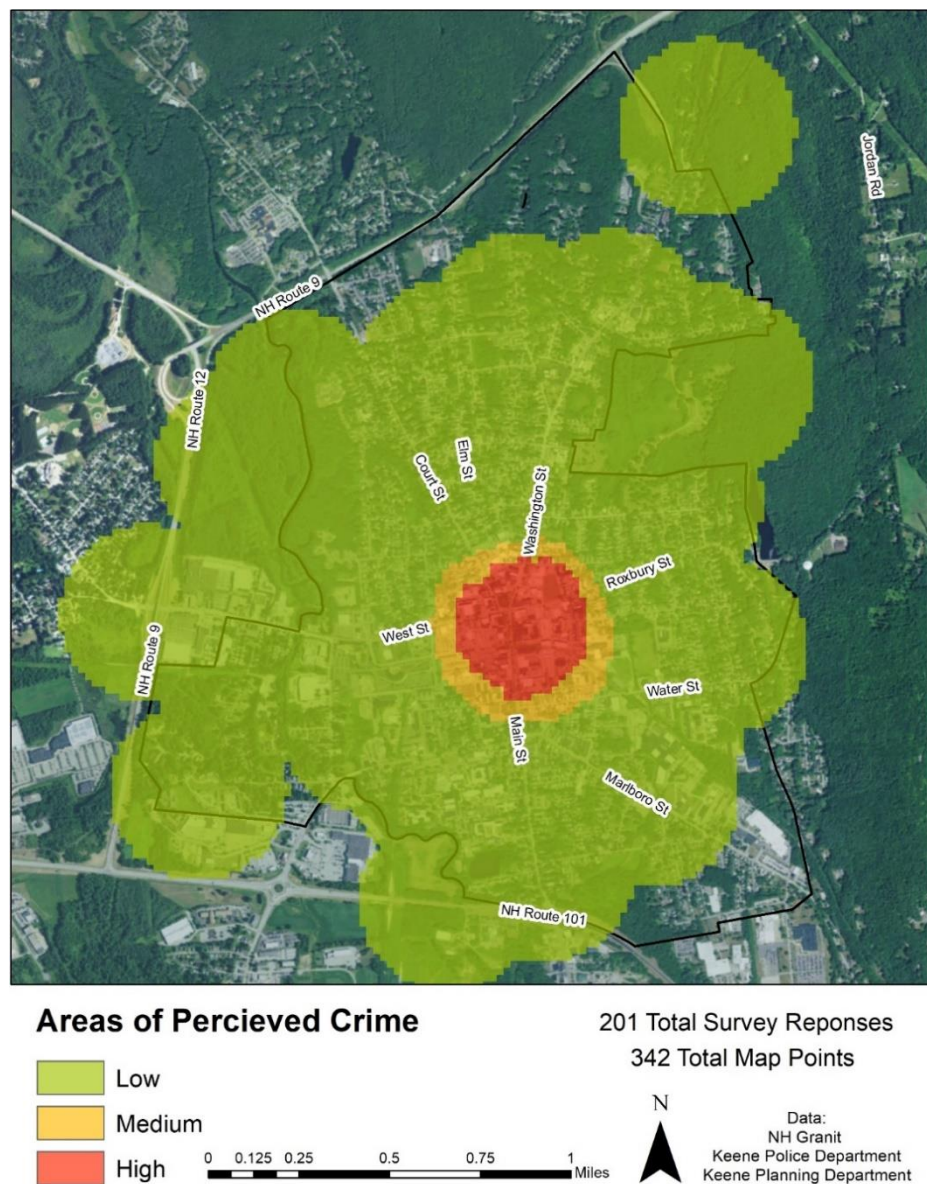 Jordan Rd
NH Route 9
NH Route 12
Elm St
Court St
Washington St
Roxbury St
West St
NH Route 9
Water St
Main St
Marlboro St
NH Route 101
Areas of Percieved Crime
Low
Medium
High
201 Total Survey Reponses
342 Total Map Points
0 0.125 0.25 0.5 0.75 1
Miles
N
Data:
NH Granit
Keene Police Department
Keene Planning Department